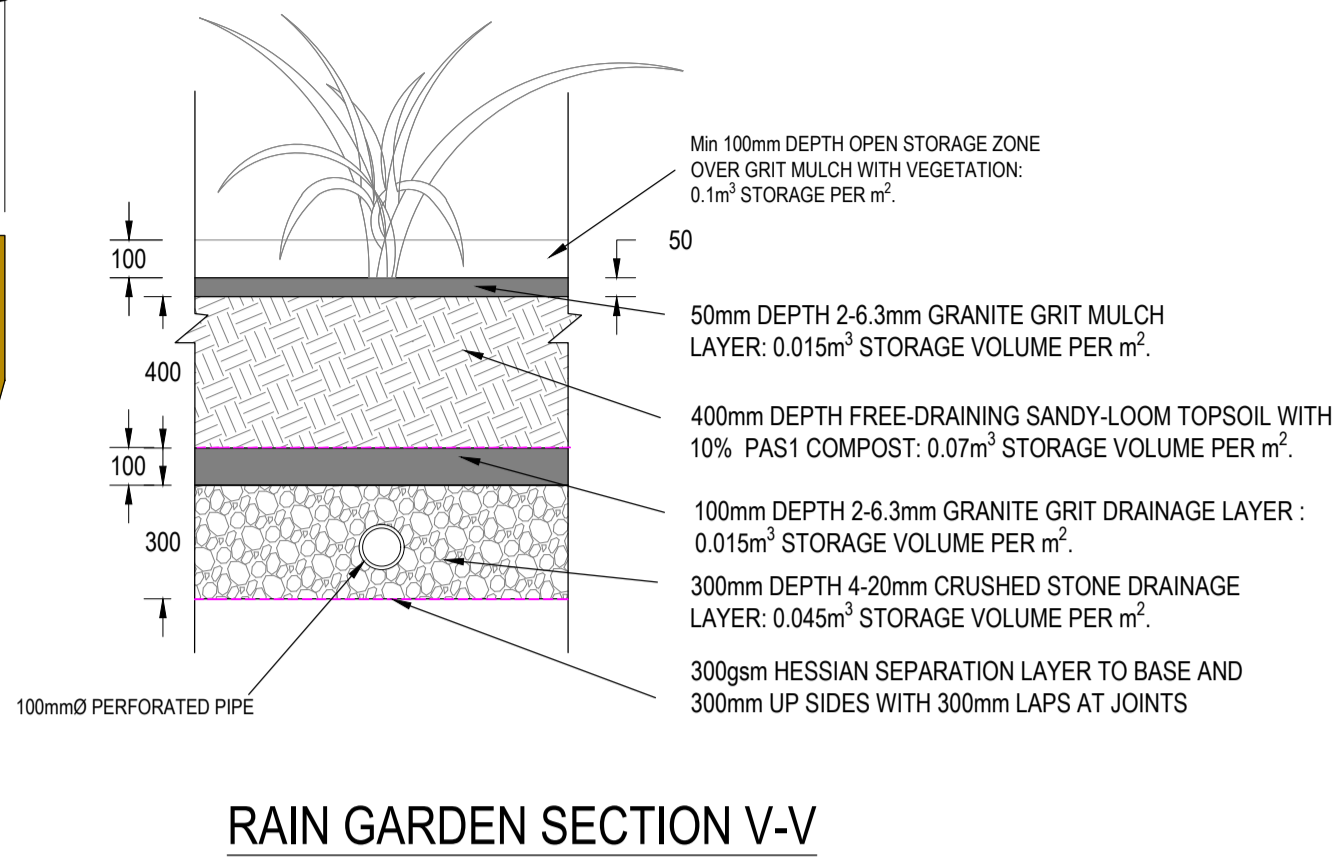 Min 100mm DEPTH OPEN STORAGE ZONE
OVER GRIT MULCH WITH VEGETATION:
0.1m³ STORAGE PER m².
100
50
50mm DEPTH 2-6.3mm GRANITE GRIT MULCH
LAYER: 0.015m³ STORAGE VOLUME PER m².
400
400mm DEPTH FREE-DRAINING SANDY-LOOM TOPSOIL WITH
10% PAS1 COMPOST: 0.07m³ STORAGE VOLUME PER m².
100
100mm DEPTH 2-6.3mm GRANITE GRIT DRAINAGE LAYER :
0.015m³ STORAGE VOLUME PER m².
300
300mm DEPTH 4-20mm CRUSHED STONE DRAINAGE
LAYER: 0.045m³ STORAGE VOLUME PER m².
300gsm HESSIAN SEPARATION LAYER TO BASE AND
300mm UP SIDES WITH 300mm LAPS AT JOINTS
100mmØ PERFORATED PIPE
RAIN GARDEN SECTION V-V